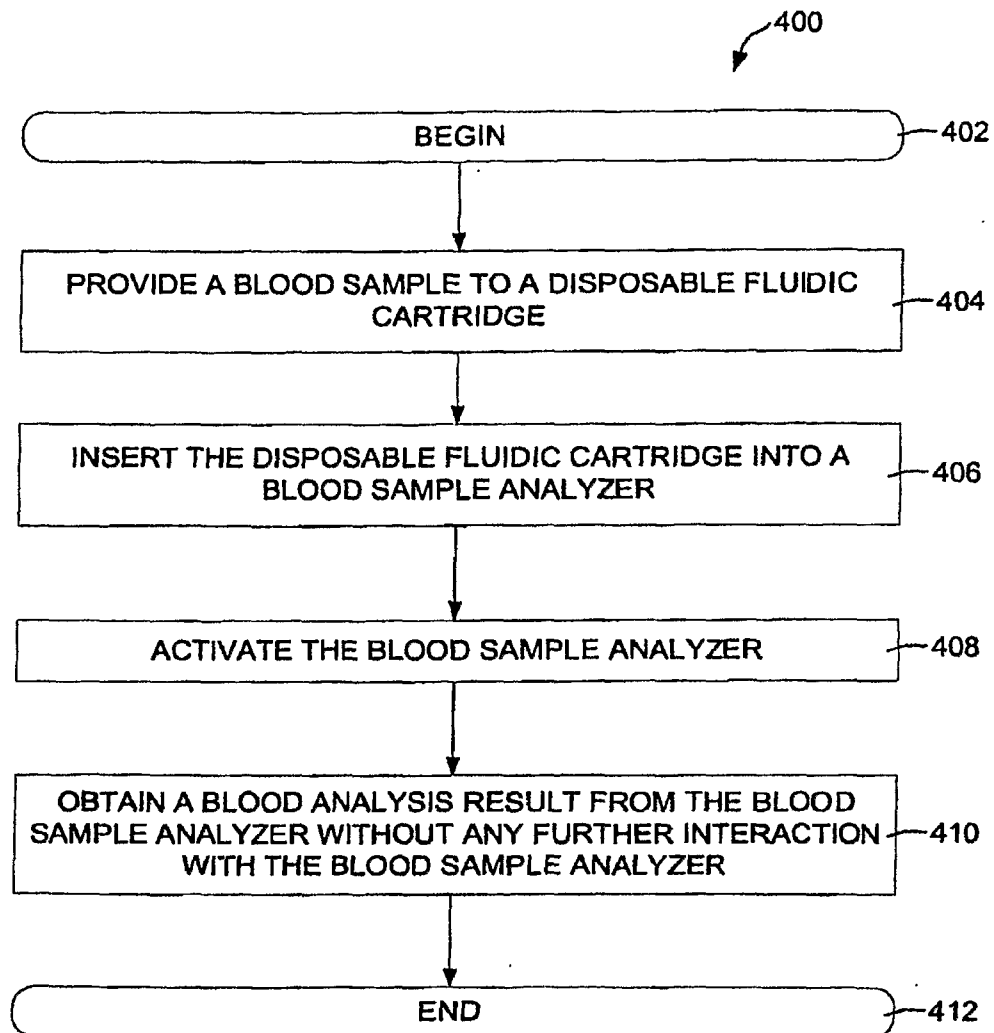 400
BEGIN
402
PROVIDE A BLOOD SAMPLE TO A DISPOSABLE FLUIDIC
CARTRIDGE
404
INSERT THE DISPOSABLE FLUIDIC CARTRIDGE INTO A
BLOOD SAMPLE ANALYZER
406
ACTIVATE THE BLOOD SAMPLE ANALYZER
408
OBTAIN A BLOOD ANALYSIS RESULT FROM THE BLOOD
SAMPLE ANALYZER WITHOUT ANY FURTHER INTERACTION
WITH THE BLOOD SAMPLE ANALYZER
410
END
412